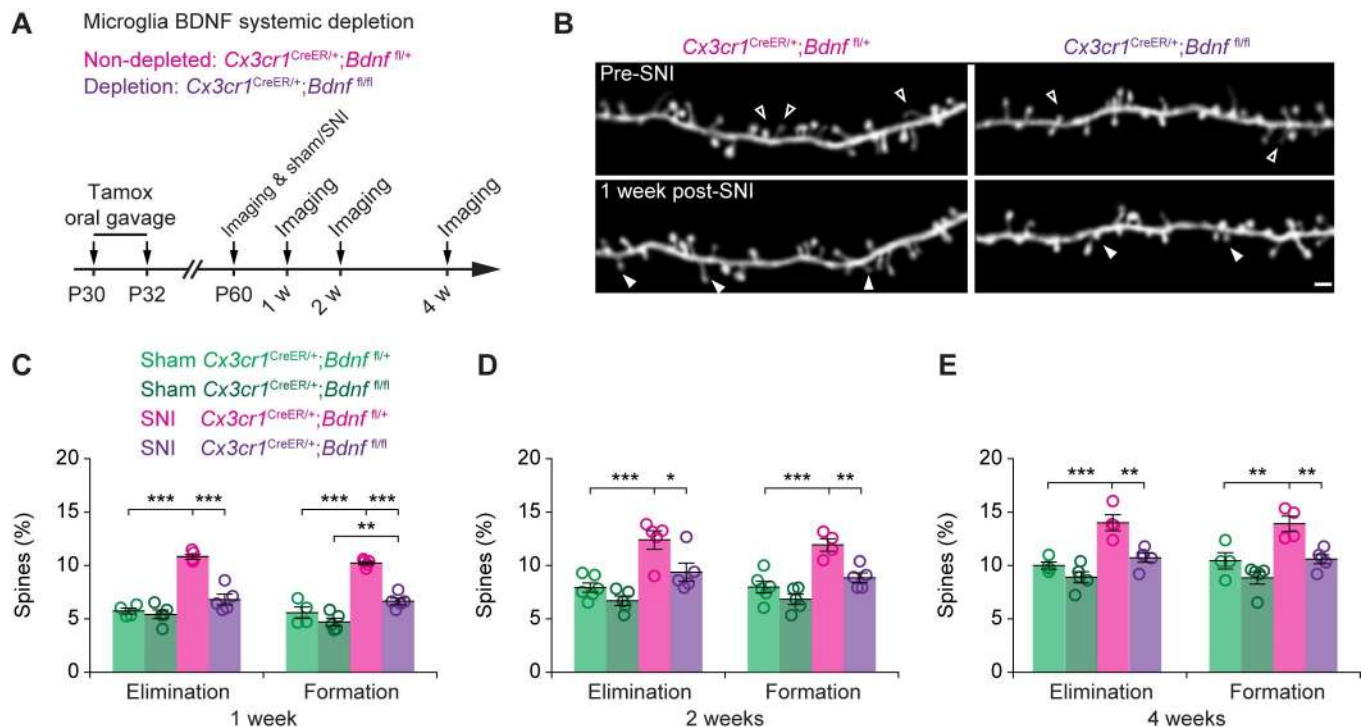 A Microglia BDNF systemic depletion
Non-depleted: Cx3cr1CreER/+;Bdnf fl/+
Depletion: Cx3cr1CreER/+;Bdnf fl/fl
Tamox
oral gavage
Imaging & sham/SNI
Imaging
Imaging
Imaging
P30 P32 P60 1 w 2 w 4 w
B Cx3cr1CreER/+;Bdnf fl/+ Cx3cr1CreER/+;Bdnf fl/fl
Pre-SNI
1 week post-SNI
C Sham Cx3cr1CreER/+;Bdnf fl/+
Sham Cx3cr1CreER/+;Bdnf fl/fl
SNI Cx3cr1CreER/+;Bdnf fl/+
SNI Cx3cr1CreER/+;Bdnf fl/fl
Spines (%)
20
15
10
5
0
*** ***
*** ***
**
Elimination Formation
1 week
D
Spines (%)
20
15
10
5
0
*** *
*** **
Elimination Formation
2 weeks
E
Spines (%)
20
15
10
5
0
*** **
** **
Elimination Formation
4 weeks